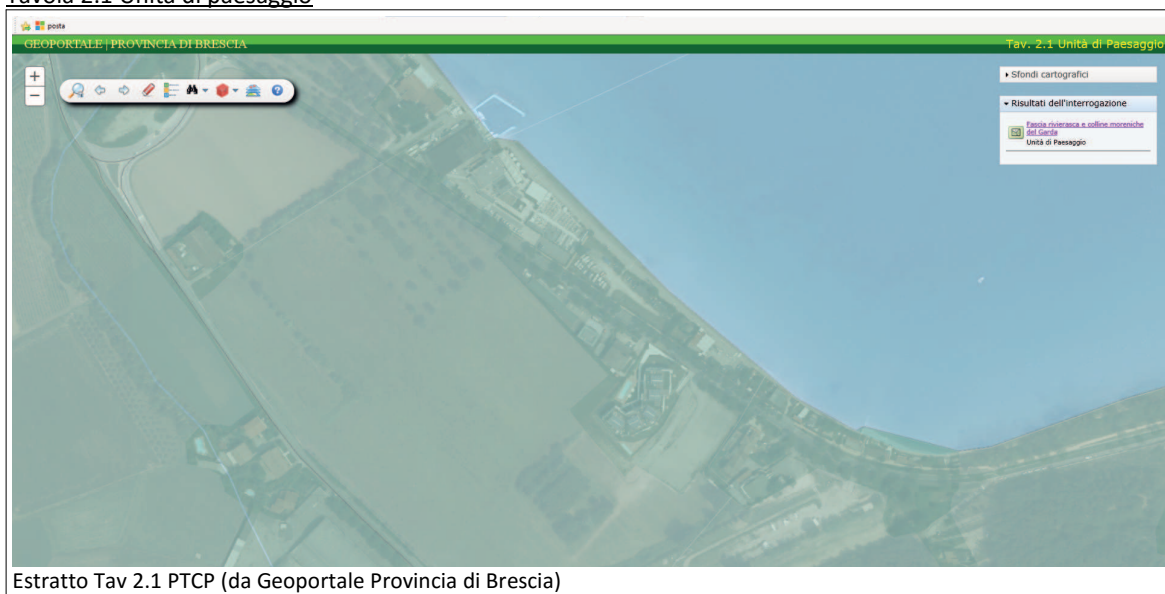 Tavola 2.1 Unità di paesaggio
posta
GEOPORTALE | PROVINCIA DI BRESCIA
Tav. 2.1 Unità di Paesaggio
+
−
Sfondi cartografici
Risultati dell'interrogazione
Fascia rivierasca e colline moreniche
del Garda
Unità di Paesaggio
Estratto Tav 2.1 PTCP (da Geoportale Provincia di Brescia)